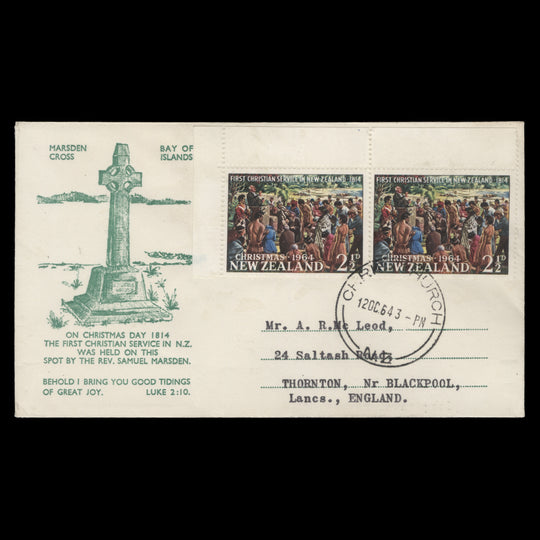 MARSDEN CROSS
BAY OF ISLANDS
ON CHRISTMAS DAY 1814
THE FIRST CHRISTIAN SERVICE IN N.Z.
WAS HELD ON THIS
SPOT BY THE REV. SAMUEL MARSDEN.
BEHOLD I BRING YOU GOOD TIDINGS
OF GREAT JOY. LUKE 2:10.
FIRST CHRISTIAN SERVICE IN NEW ZEALAND 1814
CHRISTMAS · 1964
NEW ZEALAND 2½D
FIRST CHRISTIAN SERVICE IN NEW ZEALAND 1814
CHRISTMAS · 1964
NEW ZEALAND 2½D
CHRISTCHURCH
12OC64 3-PM
N.Z.
Mr. A. R.Mc Leod,
24 Saltash Road,
THORNTON, Nr BLACKPOOL,
Lancs., ENGLAND.